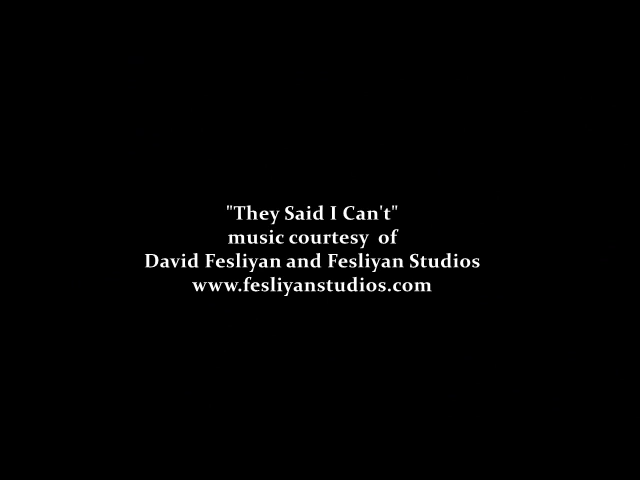 "They Said I Can't"
music courtesy  of
David Fesliyan and Fesliyan Studios
www.fesliyanstudios.com